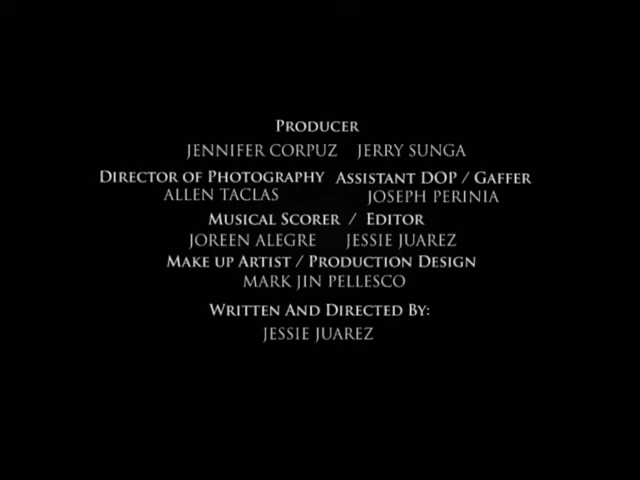 PRODUCER
JENNIFER CORPUZ JERRY SUNGA
DIRECTOR OF PHOTOGRAPHY ASSISTANT DOP / GAFFER
ALLEN TACLAS JOSEPH PERINIA
MUSICAL SCORER / EDITOR
JOREEN ALEGRE JESSIE JUAREZ
MAKE UP ARTIST / PRODUCTION DESIGN
MARK JIN PELLESCO
WRITTEN AND DIRECTED BY:
JESSIE JUAREZ